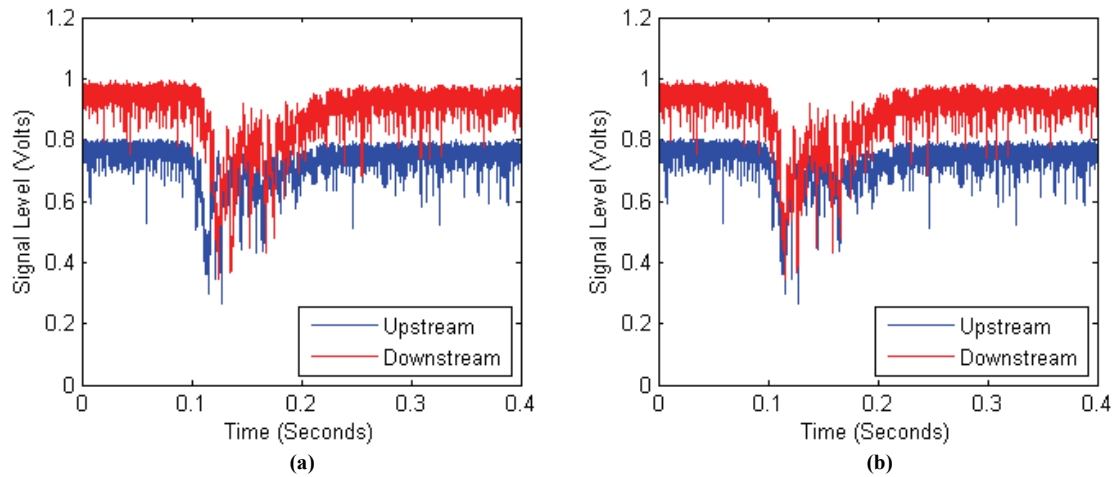 1.2
1
0.8
0.6
0.4
0.2
0
Signal Level (Volts)
0 0.1 0.2 0.3 0.4
Time (Seconds)
Upstream
Downstream
(a)
1.2
1
0.8
0.6
0.4
0.2
0
Signal Level (Volts)
0 0.1 0.2 0.3 0.4
Time (Seconds)
Upstream
Downstream
(b)